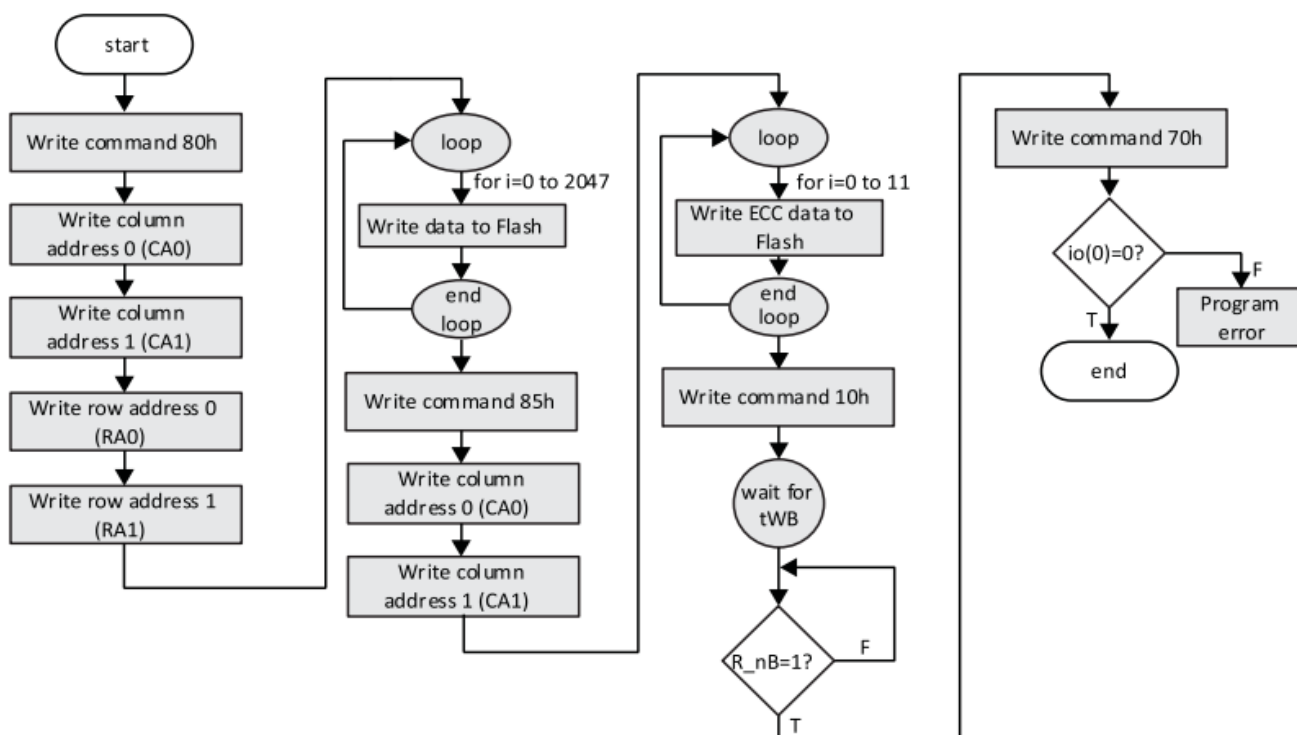 start
Write command 80h
Write column
address 0 (CA0)
Write column
address 1 (CA1)
Write row address 0
(RA0)
Write row address 1
(RA1)
loop
for i=0 to 2047
Write data to Flash
end
loop
Write command 85h
Write column
address 0 (CA0)
Write column
address 1 (CA1)
loop
for i=0 to 11
Write ECC data to
Flash
end
loop
Write command 10h
wait for
tWB
R_nB=1?
F
T
Write command 70h
io(0)=0?
F
T
Program
error
end